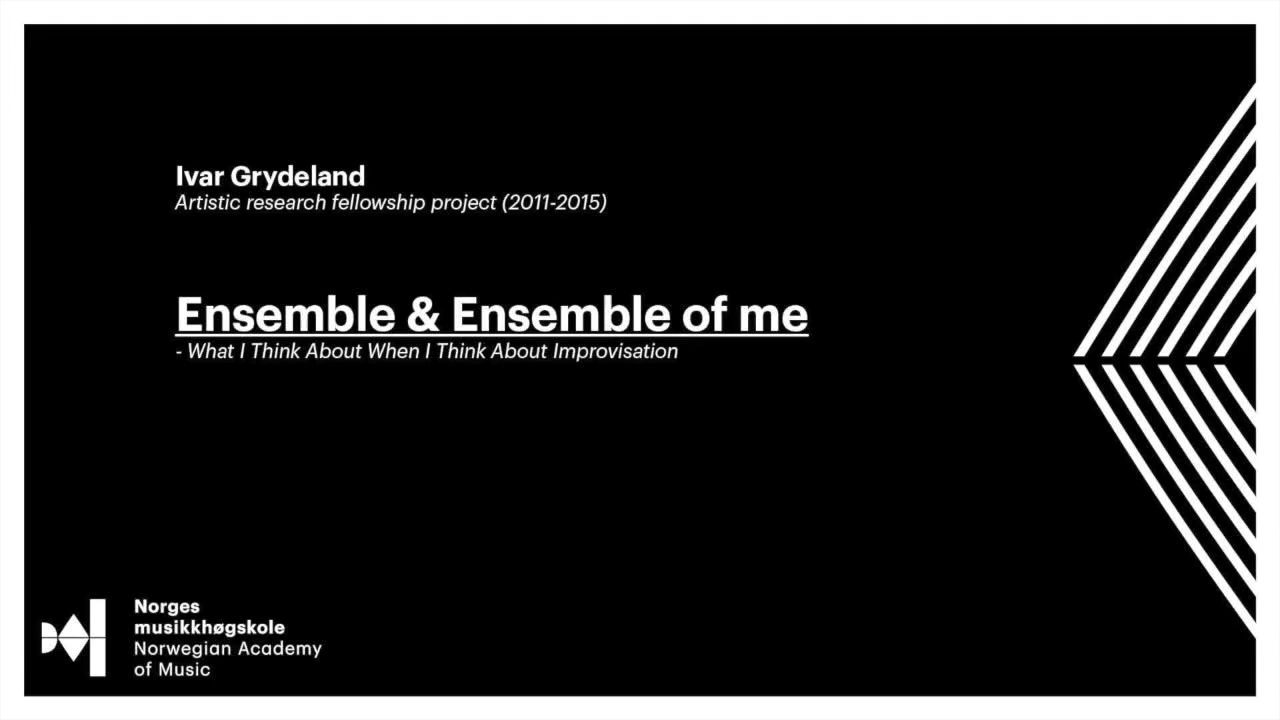 Ivar Grydeland
Artistic research fellowship project (2011-2015)
Ensemble & Ensemble of me
- What I Think About When I Think About Improvisation
Norges
musikkhøgskole
Norwegian Academy
of Music